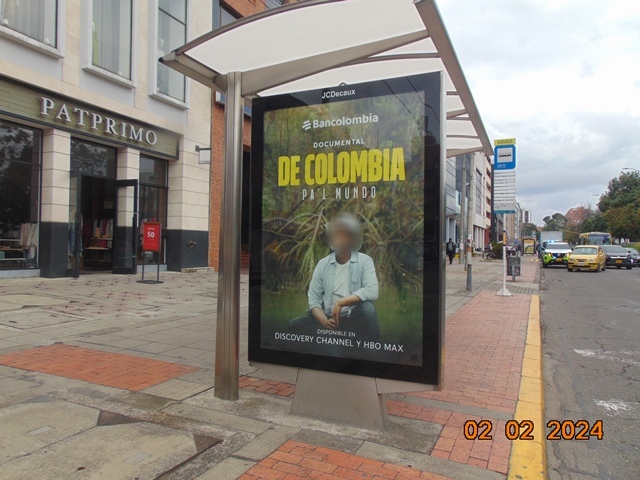 PATPRIMO
50
JCDecaux
Bancolombia
DOCUMENTAL
DE COLOMBIA
PA'L MUNDO
DISPONIBLE EN
DISCOVERY CHANNEL Y HBO MAX
02 02 2024